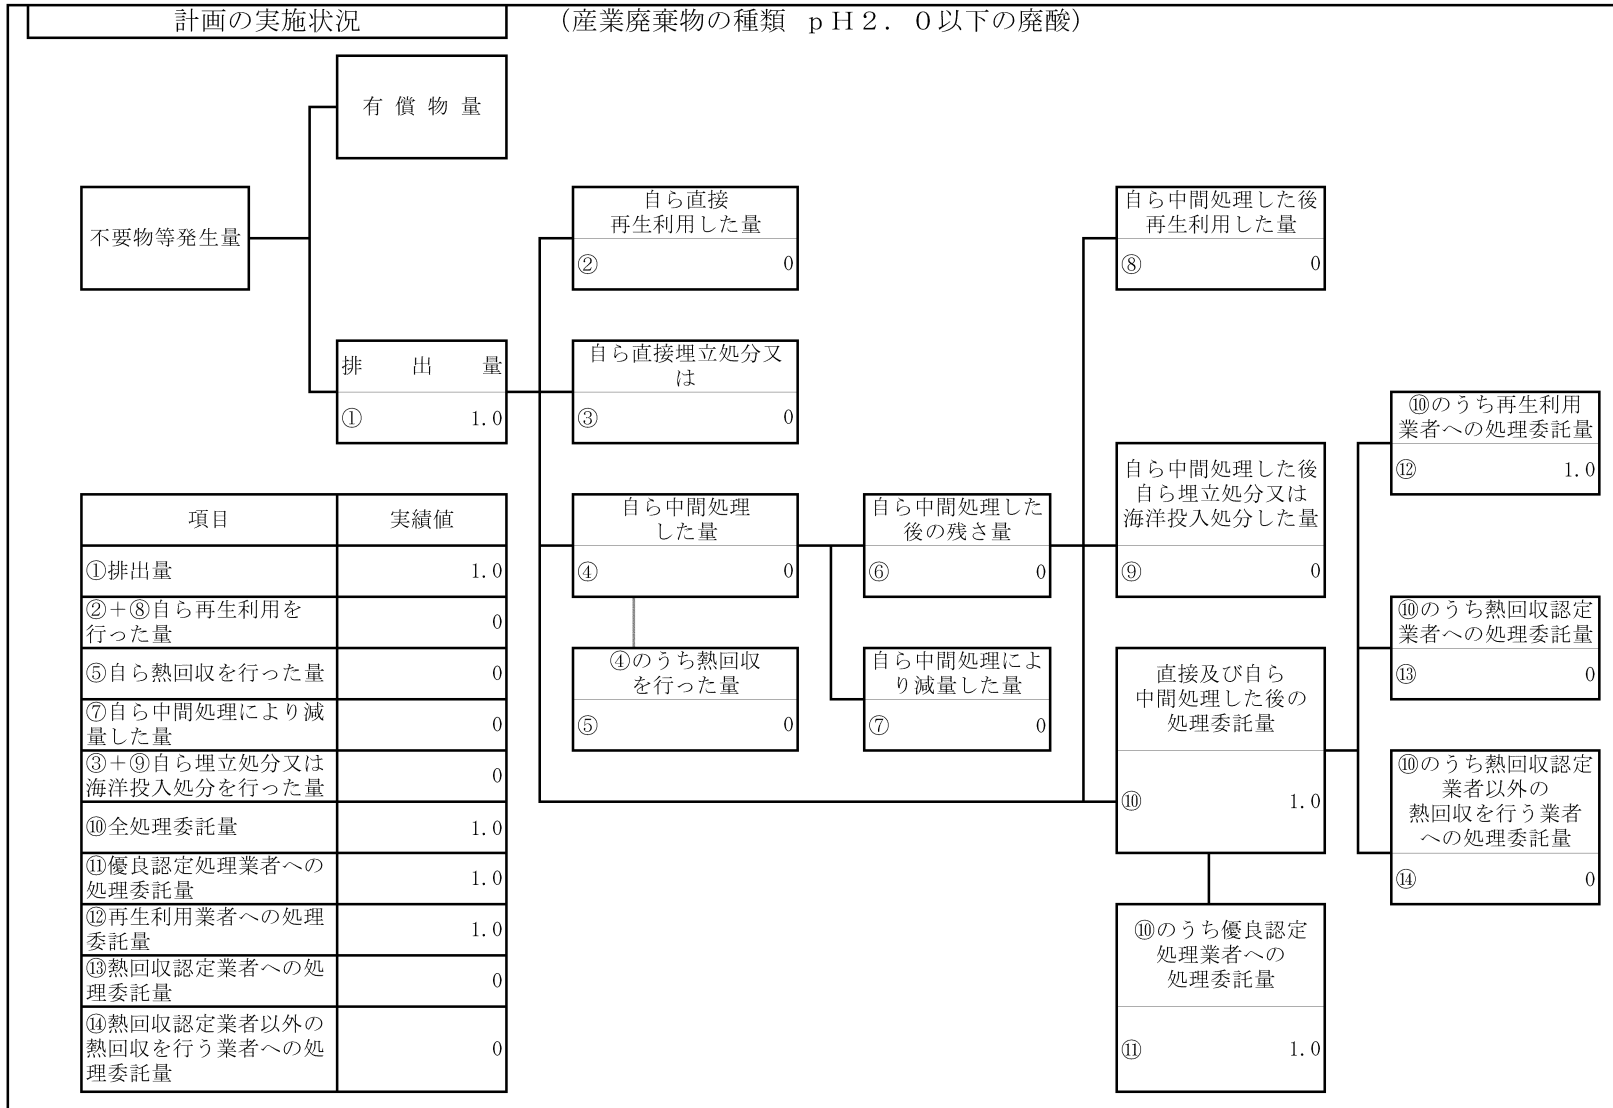 計画の実施状況
（産業廃棄物の種類 ｐＨ２．０以下の廃酸）
有償物量
不要物等発生量
自ら直接
再生利用した量
② 0
自ら中間処理した後
再生利用した量
⑧ 0
排出量
① 1.0
自ら直接埋立処分又
は
③ 0
⑩のうち再生利用
業者への処理委託量
⑫ 1.0
自ら中間処理した後
自ら埋立処分又は
海洋投入処分した量
⑨ 0
自ら中間処理
した量
④ 0
自ら中間処理した
後の残さ量
⑥ 0
⑩のうち熱回収認定
業者への処理委託量
⑬ 0
④のうち熱回収
を行った量
⑤ 0
自ら中間処理によ
り減量した量
⑦ 0
直接及び自ら
中間処理した後の
処理委託量
⑩ 1.0
⑩のうち熱回収認定
業者以外の
熱回収を行う業者
への処理委託量
⑭ 0
⑩のうち優良認定
処理業者への
処理委託量
⑪ 1.0
項目 実績値
①排出量 1.0
②＋⑧自ら再生利用を
行った量 0
⑤自ら熱回収を行った量 0
⑦自ら中間処理により減
量した量 0
③＋⑨自ら埋立処分又は
海洋投入処分を行った量 0
⑩全処理委託量 1.0
⑪優良認定処理業者への
処理委託量 1.0
⑫再生利用業者への処理
委託量 1.0
⑬熱回収認定業者への処
理委託量 0
⑭熱回収認定業者以外の
熱回収を行う業者への処
理委託量 0